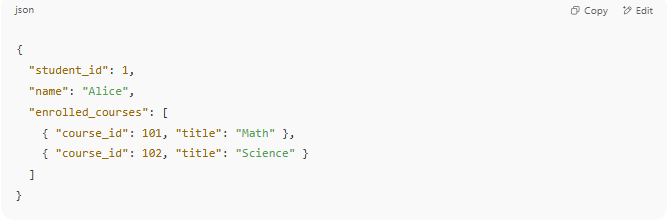 json
Copy
Edit
{
  "student_id": 1,
  "name": "Alice",
  "enrolled_courses": [
    { "course_id": 101, "title": "Math" },
    { "course_id": 102, "title": "Science" }
  ]
}